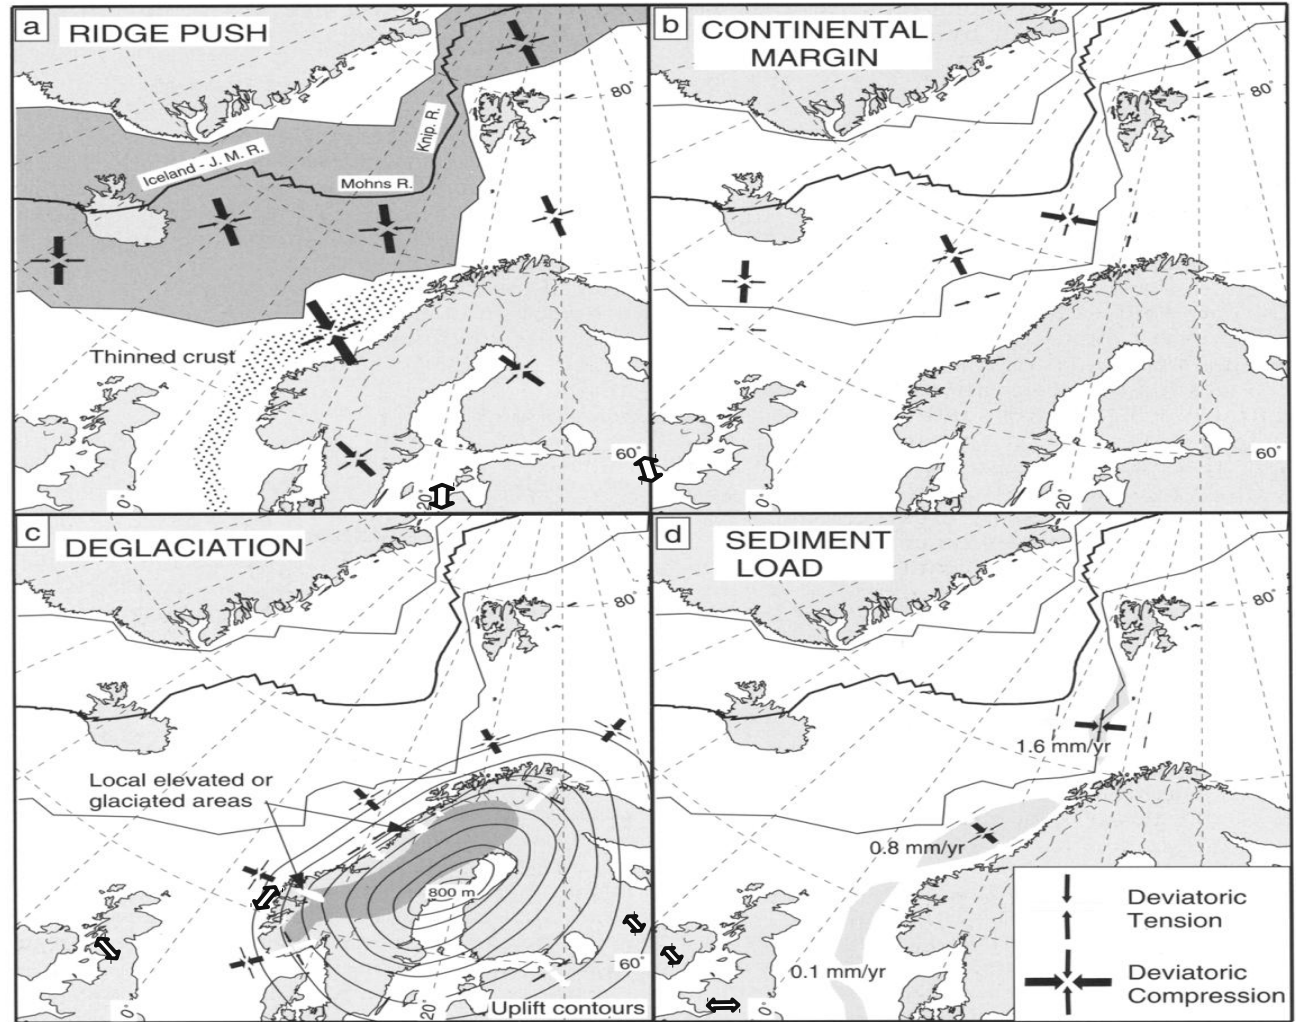 a
RIDGE PUSH
80°
Knip. R.
Iceland - J. M. R.
Mohns R.
Thinned crust
60°
0°
20°
b
CONTINENTAL
MARGIN
80°
60°
0°
20°
c
DEGLACIATION
80°
Local elevated or
glaciated areas
800 m
60°
0°
20°
Uplift contours
d
SEDIMENT
LOAD
80°
1.6 mm/yr
0.8 mm/yr
0.1 mm/yr
0°
Deviatoric
Tension
Deviatoric
Compression